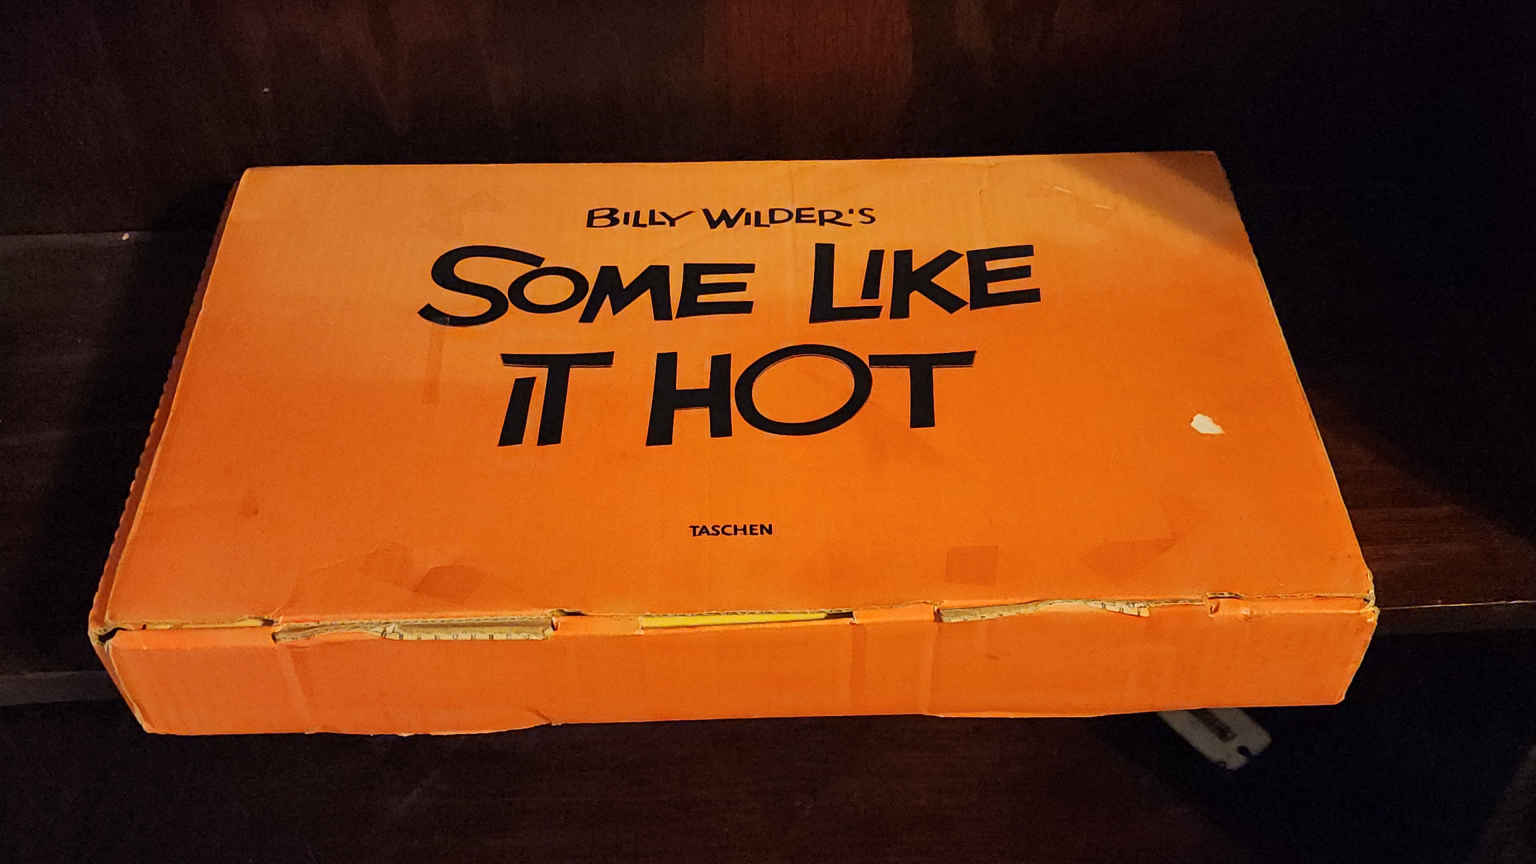 BILLY WILDER'S
SOME LIKE
IT HOT
TASCHEN